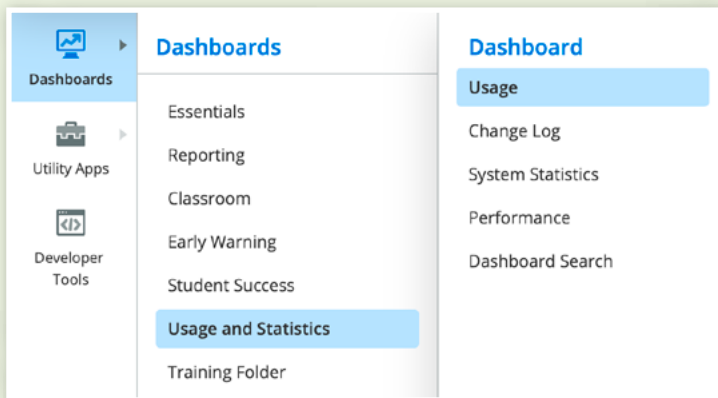 Dashboards
Utility Apps
</>
Developer
Tools
Dashboards
Essentials
Reporting
Classroom
Early Warning
Student Success
Usage and Statistics
Training Folder
Dashboard
Usage
Change Log
System Statistics
Performance
Dashboard Search